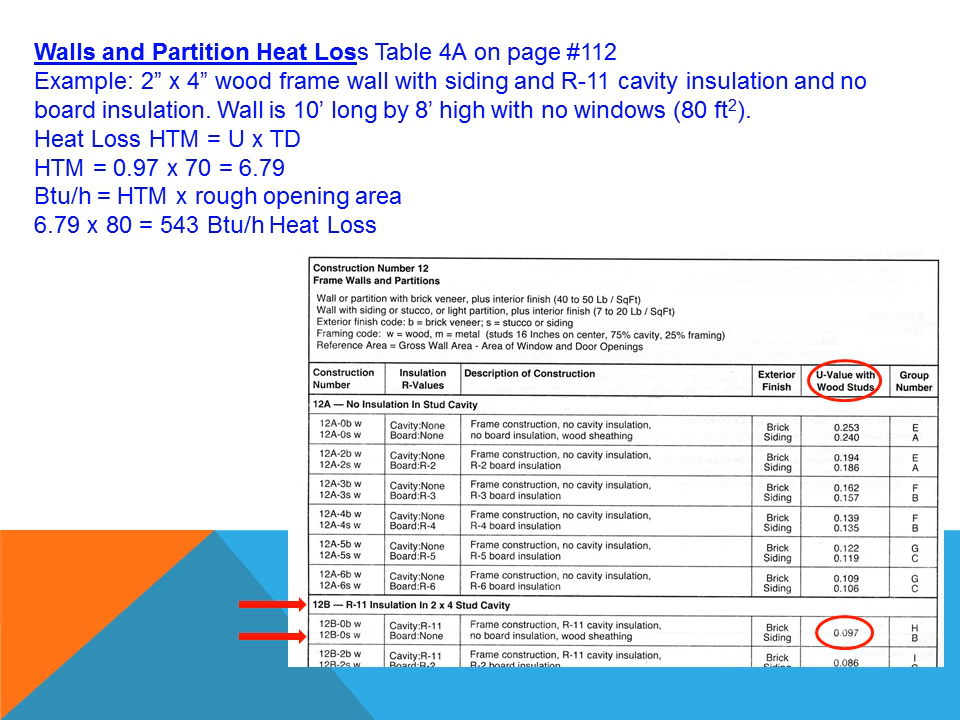 Walls and Partition Heat Loss Table 4A on page #112
Example: 2” x 4” wood frame wall with siding and R-11 cavity insulation and no
board insulation. Wall is 10’ long by 8’ high with no windows (80 ft²).
Heat Loss HTM = U x TD
HTM = 0.97 x 70 = 6.79
Btu/h = HTM x rough opening area
6.79 x 80 = 543 Btu/h Heat Loss
Construction Number 12
Frame Walls and Partitions
Wall or partition with brick veneer, plus interior finish (40 to 50 Lb / SqFt)
Wall with siding or stucco, or light partition, plus interior finish (7 to 20 Lb / SqFt)
Exterior finish code: b = brick veneer; s = stucco or siding
Framing code: w = wood, m = metal (studs 16 Inches on center, 75% cavity, 25% framing)
Reference Area = Gross Wall Area - Area of Window and Door Openings
Construction Insulation Description of Construction Exterior U-Value with Group
Number R-Values Finish Wood Studs Number
12A — No Insulation In Stud Cavity
12A-0b w Cavity:None Frame construction, no cavity insulation, Brick 0.253 E
12A-0s w Board:None no board insulation, wood sheathing Siding 0.240 A
12A-2b w Cavity:None Frame construction, no cavity insulation, Brick 0.194 E
12A-2s w Board:R-2 R-2 board insulation Siding 0.186 A
12A-3b w Cavity:None Frame construction, no cavity insulation, Brick 0.162 F
12A-3s w Board:R-3 R-3 board insulation Siding 0.157 B
12A-4b w Cavity:None Frame construction, no cavity insulation, Brick 0.139 F
12A-4s w Board:R-4 R-4 board insulation Siding 0.135 B
12A-5b w Cavity:None Frame construction, no cavity insulation, Brick 0.122 G
12A-5s w Board:R-5 R-5 board insulation Siding 0.119 C
12A-6b w Cavity:None Frame construction, no cavity insulation, Brick 0.109 G
12A-6s w Board:R-6 R-6 board insulation Siding 0.106 C
12B — R-11 Insulation In 2 x 4 Stud Cavity
12B-0b w Cavity:R-11 Frame construction, R-11 cavity insulation, Brick 0.097 H
12B-0s w Board:None no board insulation, wood sheathing Siding B
12B-2b w Cavity:R-11 Frame construction, R-11 cavity insulation, Brick 0.086 I
12B-2s w Board:R-2 R-2 board insulation Siding